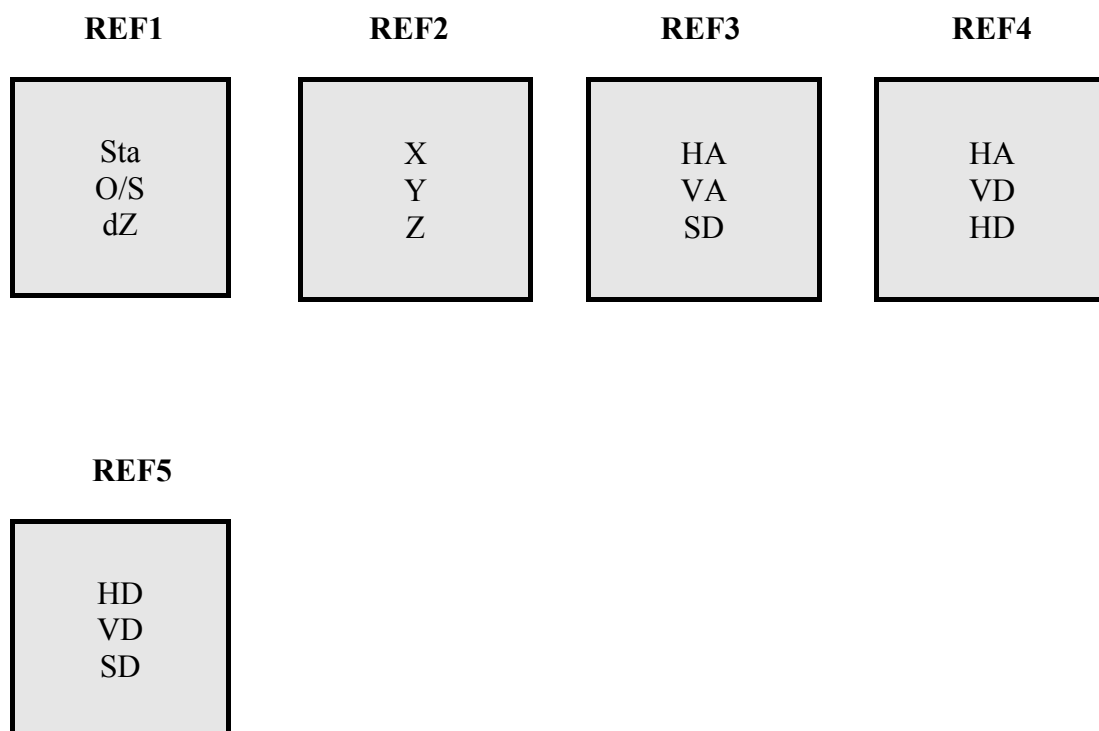 REF1
REF2
REF3
REF4
Sta
O/S
dZ
X
Y
Z
HA
VA
SD
HA
VD
HD
REF5
HD
VD
SD